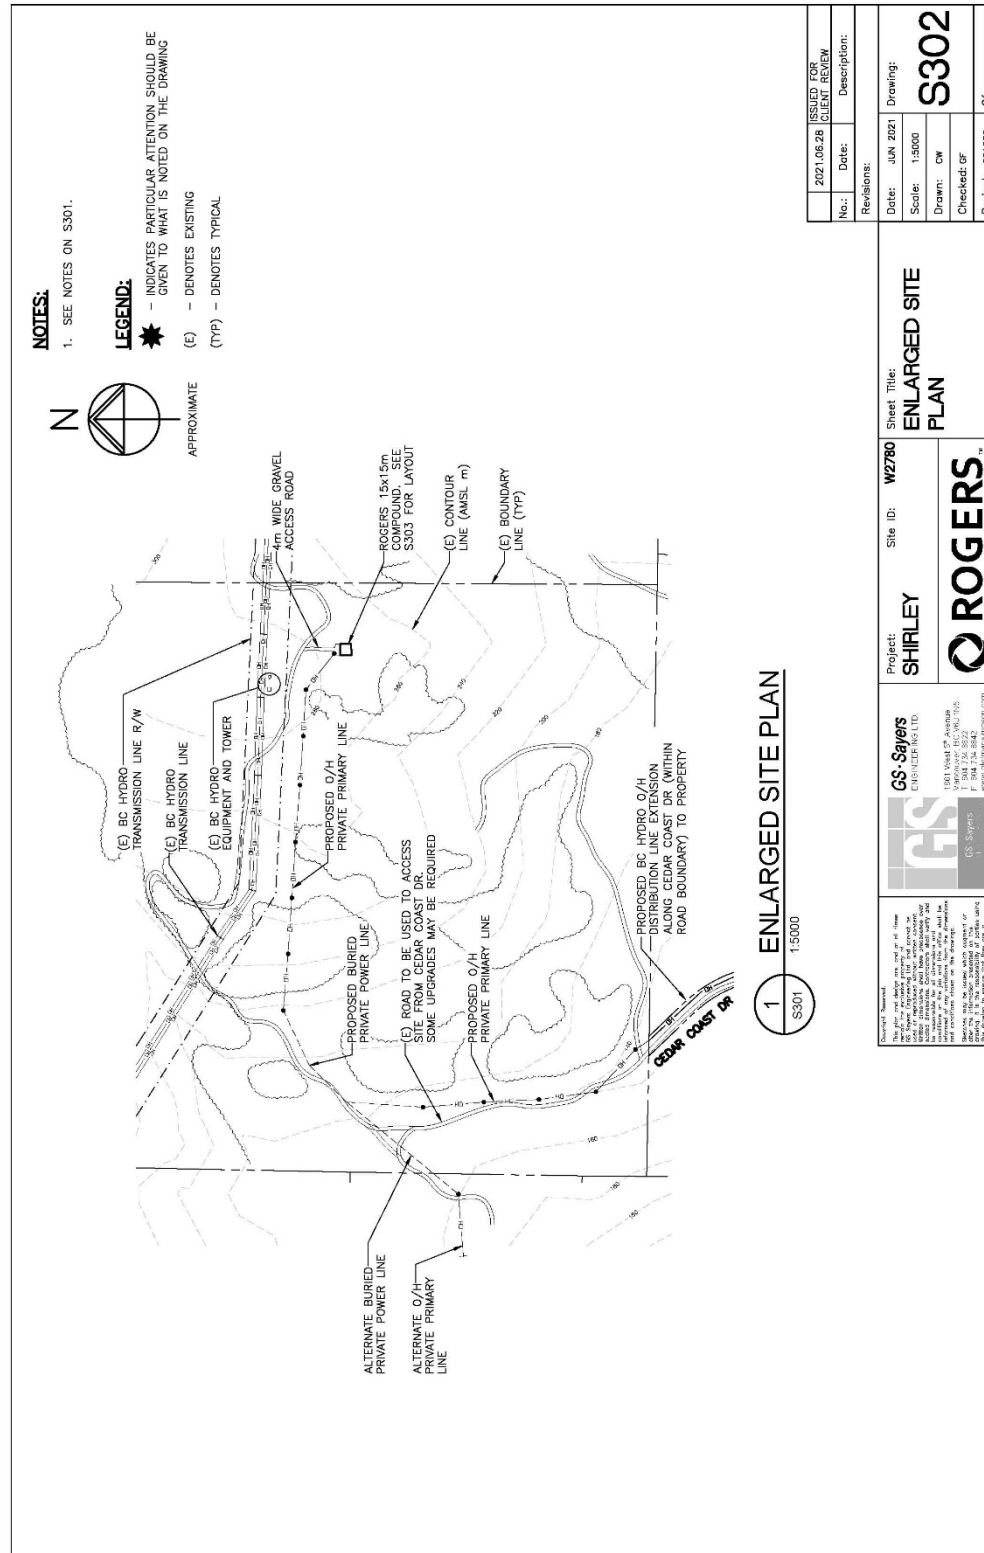 NOTES:
1. SEE NOTES ON S301.
LEGEND:
- INDICATES PARTICULAR ATTENTION SHOULD BE
GIVEN TO WHAT IS NOTED ON THE DRAWING
(E) - DENOTES EXISTING
(TYP) - DENOTES TYPICAL
N
APPROXIMATE
(E) BC HYDRO
TRANSMISSION LINE R/W
(E) BC HYDRO
TRANSMISSION LINE
(E) BC HYDRO
EQUIPMENT AND TOWER
4m WIDE GRAVEL
ACCESS ROAD
ROGERS 15x15m
COMPOUND. SEE
S303 FOR LAYOUT
(E) CONTOUR
LINE (AMSL m)
(E) BOUNDARY
LINE (TYP)
PROPOSED O/H
PRIVATE PRIMARY LINE
PROPOSED BURIED
PRIVATE POWER LINE
(E) ROAD TO BE USED TO ACCESS
SITE FROM CEDAR COAST DR.
SOME UPGRADES MAY BE REQUIRED
PROPOSED O/H
PRIVATE PRIMARY LINE
ALTERNATE BURIED
PRIVATE POWER LINE
ALTERNATE O/H
PRIVATE PRIMARY
LINE
PROPOSED BC HYDRO O/H
DISTRIBUTION LINE EXTENSION
ALONG CEDAR COAST DR (WITHIN
ROAD BOUNDARY) TO PROPERTY
CEDAR COAST DR
1
S301
ENLARGED SITE PLAN
1:5000
2021.06.28 ISSUED FOR
CLIENT REVIEW
No.: Date: Description:
Revisions:
GS·Sayers
ENGINEERING LTD.
GS·Sayers
Project:
SHIRLEY
Site ID: W2780
ROGERS™
Sheet Title:
ENLARGED SITE
PLAN
Date: JUN 2021
Scale: 1:5000
Drawn: CW
Checked: GF
Drawing:
S302